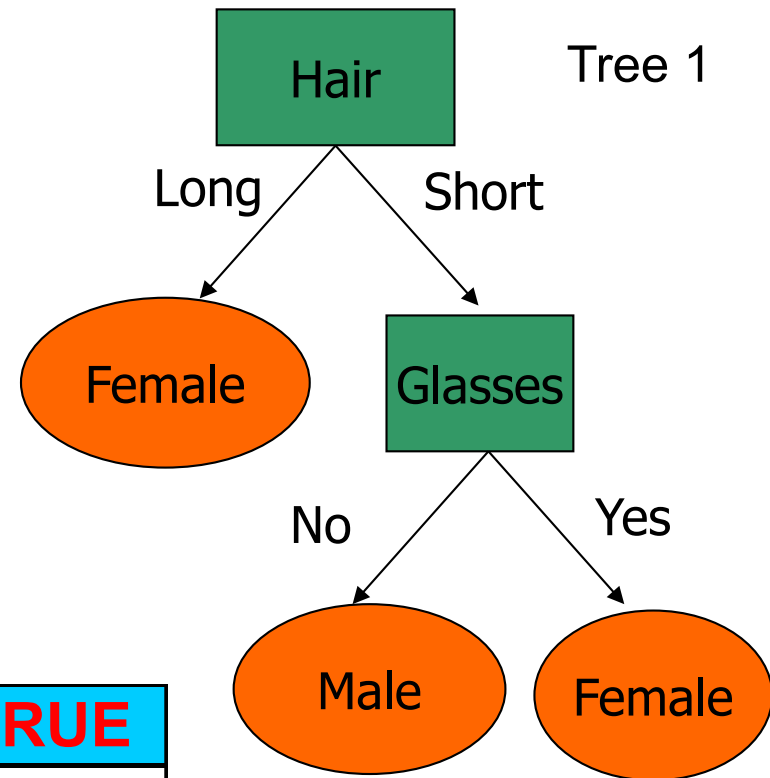 Hair
Tree 1
Long
Short
Female
Glasses
No
Yes
Male
Female
RUE